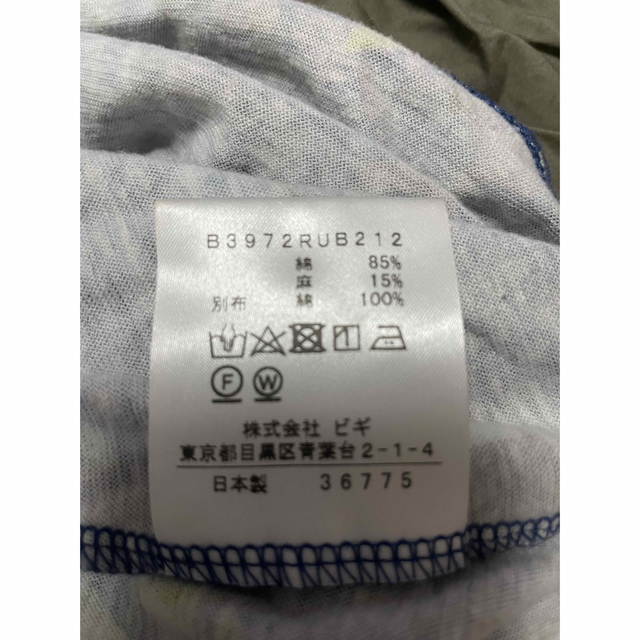 B3972RUB212
綿 85%
麻 15%
別布 綿 100%
F W
株式会社 ビギ
東京都目黒区青葉台2-1-4
日本製 36775